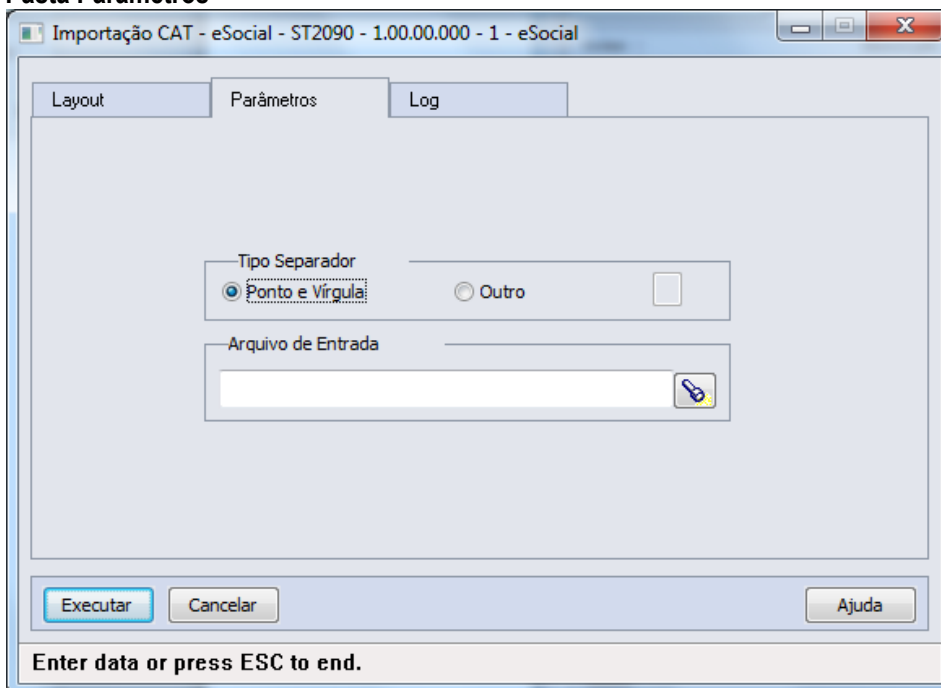 Pasta Parâmetros
Importação CAT - eSocial - ST2090 - 1.00.00.000 - 1 - eSocial
Layout Parâmetros Log
Tipo Separador
Ponto e Vírgula Outro
Arquivo de Entrada
Executar Cancelar Ajuda
Enter data or press ESC to end.